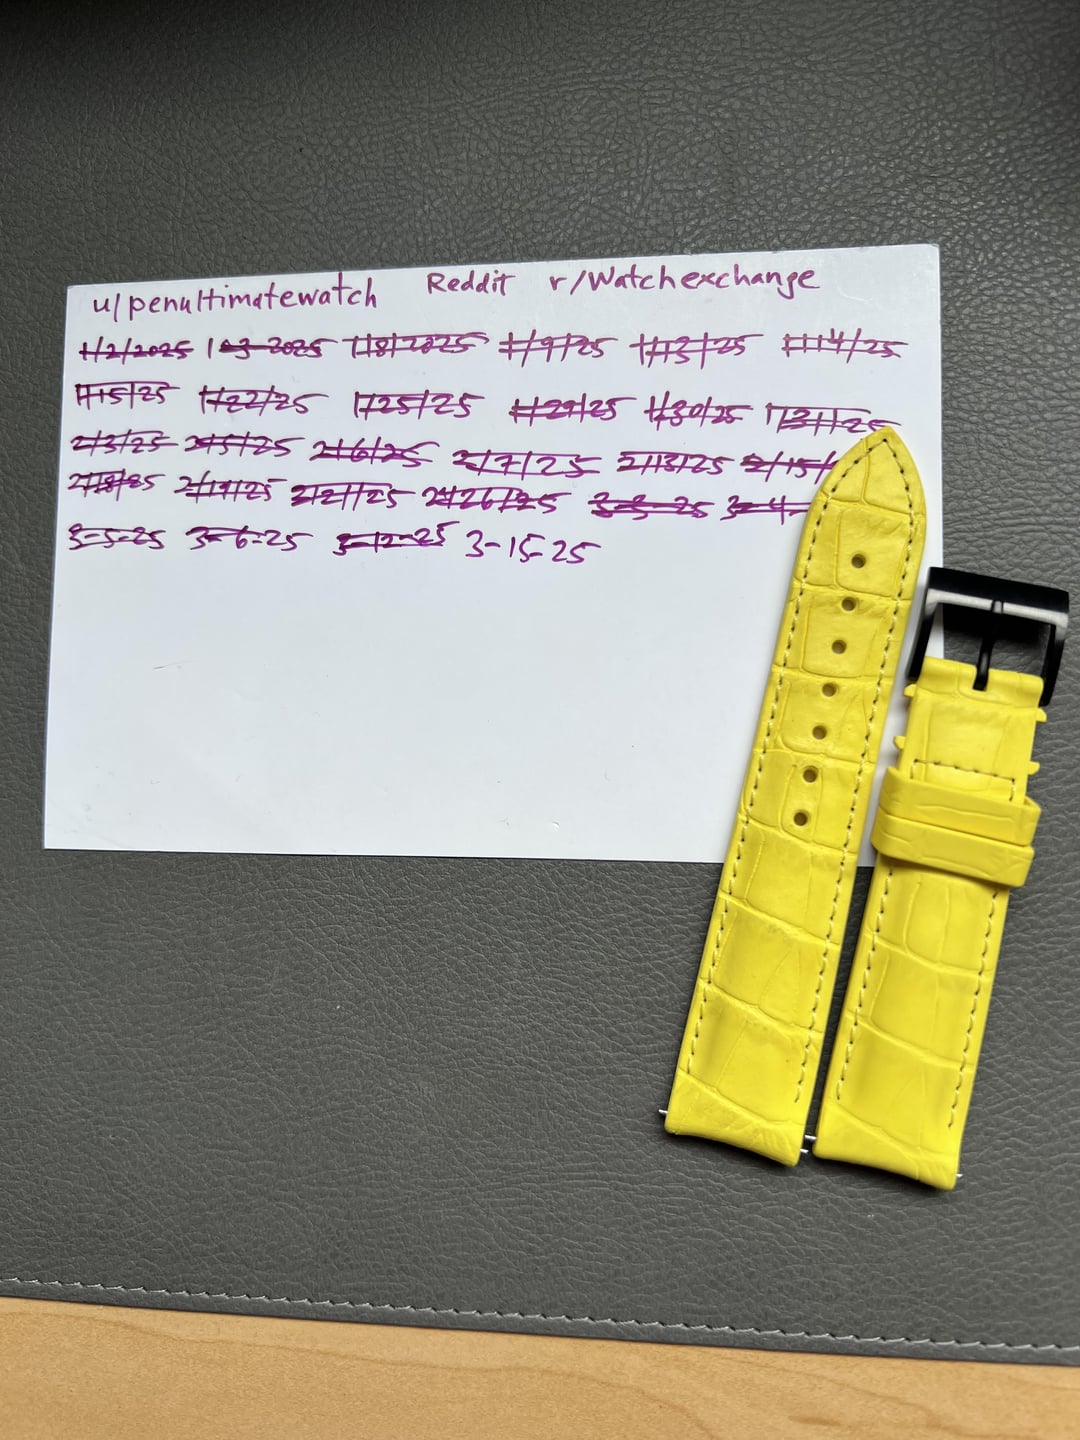 u/penultimatewatch Reddit r/Watchexchange
1/2/2025 1-3-2025 1/8/2025 1/9/25 1/13/25 1/14/25
1/15/25 1/22/25 1/25/25 1/29/25 1/30/25 1/31/25
2/3/25 2/5/25 2/6/25 2/7/25 2/13/25 2/15/
2/18/25 2/19/25 2/21/25 2/26/25 3-3-25 3-4-
3-5-25 3-6-25 3-12-25 3-15-25